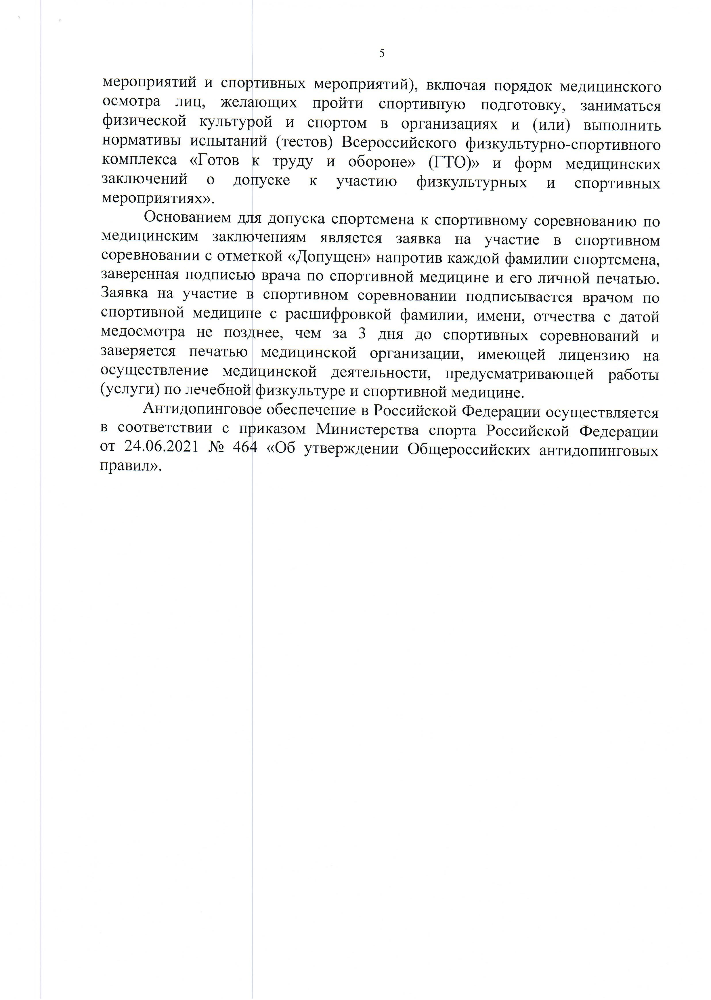 5
мероприятий и спортивных мероприятий), включая порядок медицинского
осмотра лиц, желающих пройти спортивную подготовку, заниматься
физической культурой и спортом в организациях и (или) выполнить
нормативы испытаний (тестов) Всероссийского физкультурно-спортивного
комплекса «Готов к труду и обороне» (ГТО)» и форм медицинских
заключений о допуске к участию физкультурных и спортивных
мероприятиях».
Основанием для допуска спортсмена к спортивному соревнованию по
медицинским заключениям является заявка на участие в спортивном
соревновании с отметкой «Допущен» напротив каждой фамилии спортсмена,
заверенная подписью врача по спортивной медицине и его личной печатью.
Заявка на участие в спортивном соревновании подписывается врачом по
спортивной медицине с расшифровкой фамилии, имени, отчества с датой
медосмотра не позднее, чем за 3 дня до спортивных соревнований и
заверяется печатью медицинской организации, имеющей лицензию на
осуществление медицинской деятельности, предусматривающей работы
(услуги) по лечебной физкультуре и спортивной медицине.
Антидопинговое обеспечение в Российской Федерации осуществляется
в соответствии с приказом Министерства спорта Российской Федерации
от 24.06.2021 № 464 «Об утверждении Общероссийских антидопинговых
правил».